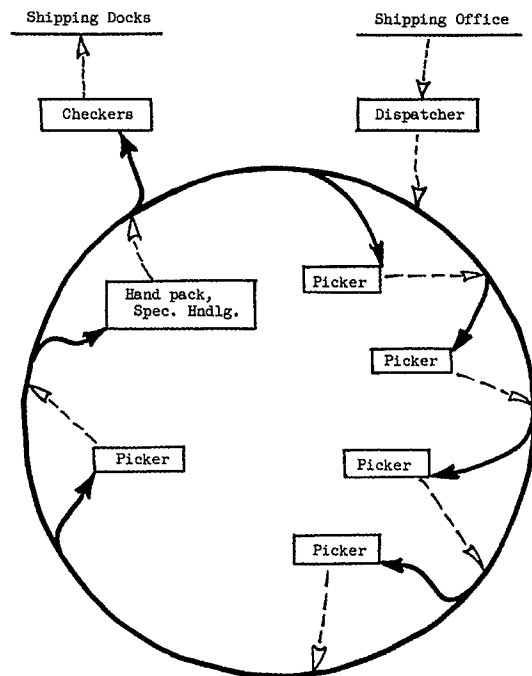 Shipping Docks
Shipping Office
Checkers
Dispatcher
Picker
Hand pack,
Spec. Hndlg.
Picker
Picker
Picker
Picker